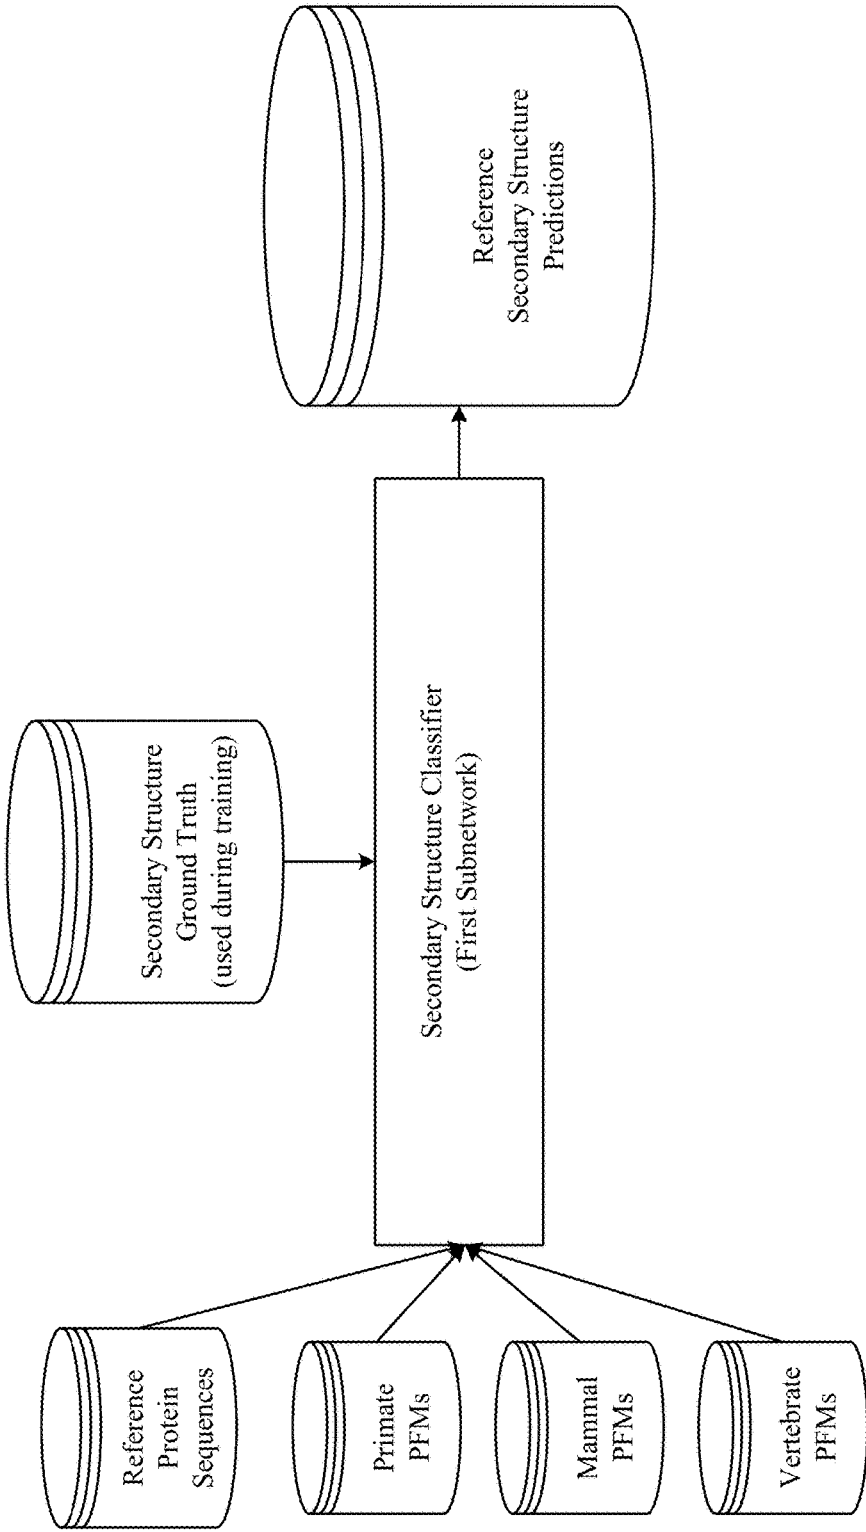 Reference
Protein
Sequences
Primate
PFMs
Mammal
PFMs
Vertebrate
PFMs
Secondary Structure
Ground Truth
(used during training)
Secondary Structure Classifier
(First Subnetwork)
Reference
Secondary Structure
Predictions